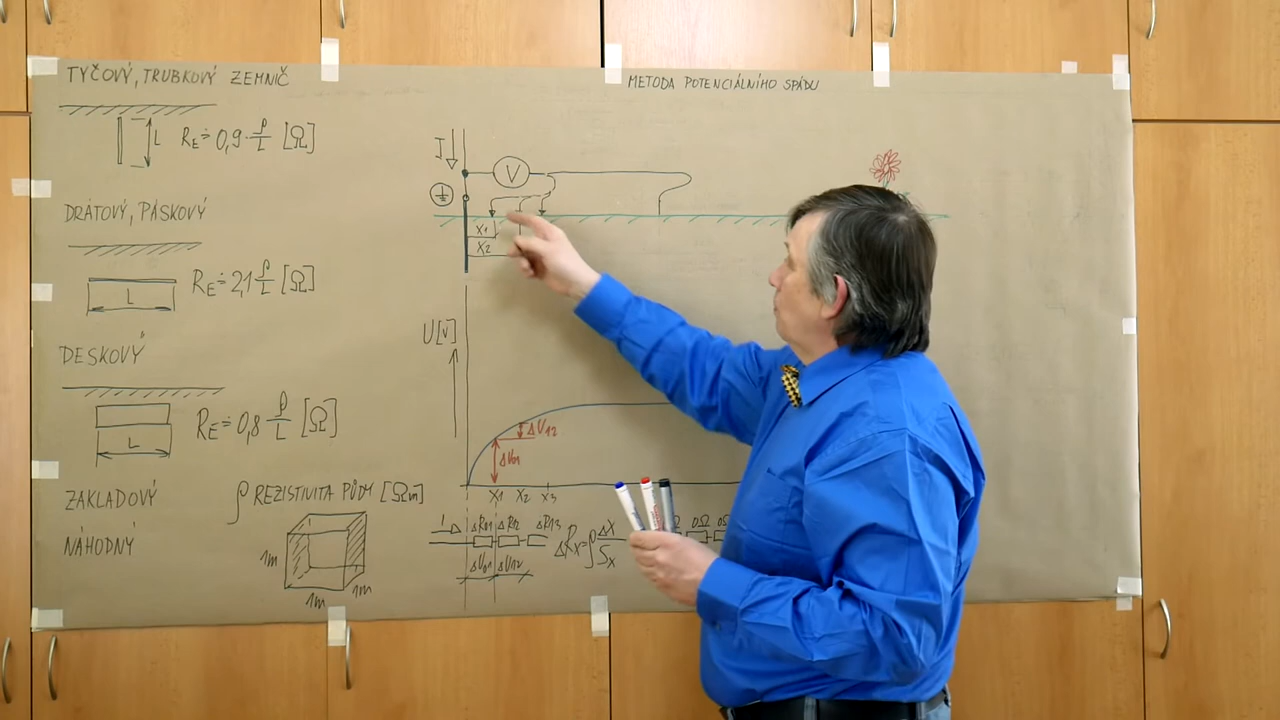 TYČOVÝ, TRUBKOVÝ ZEMNIČ
L
R_E ≐ 0,9 · ρ/L [Ω]
DRÁTOVÝ, PÁSKOVÝ
L
R_E ≐ 2,1 ρ/L [Ω]
DESKOVÝ
L
R_E ≐ 0,8 ρ/L [Ω]
ZÁKLADOVÝ
NÁHODNÝ
ρ REZISTIVITA PŮDY [Ωm]
1m
1m
1m
METODA POTENCIÁLNÍHO SPÁDU
I
V
X1
X2
U[V]
ΔU01
ΔU12
X1 X2 X3
I ΔR01 ΔR12 ΔR13
ΔU01 ΔU12
ΔRx = ρ ΔX/Sx
0Ω